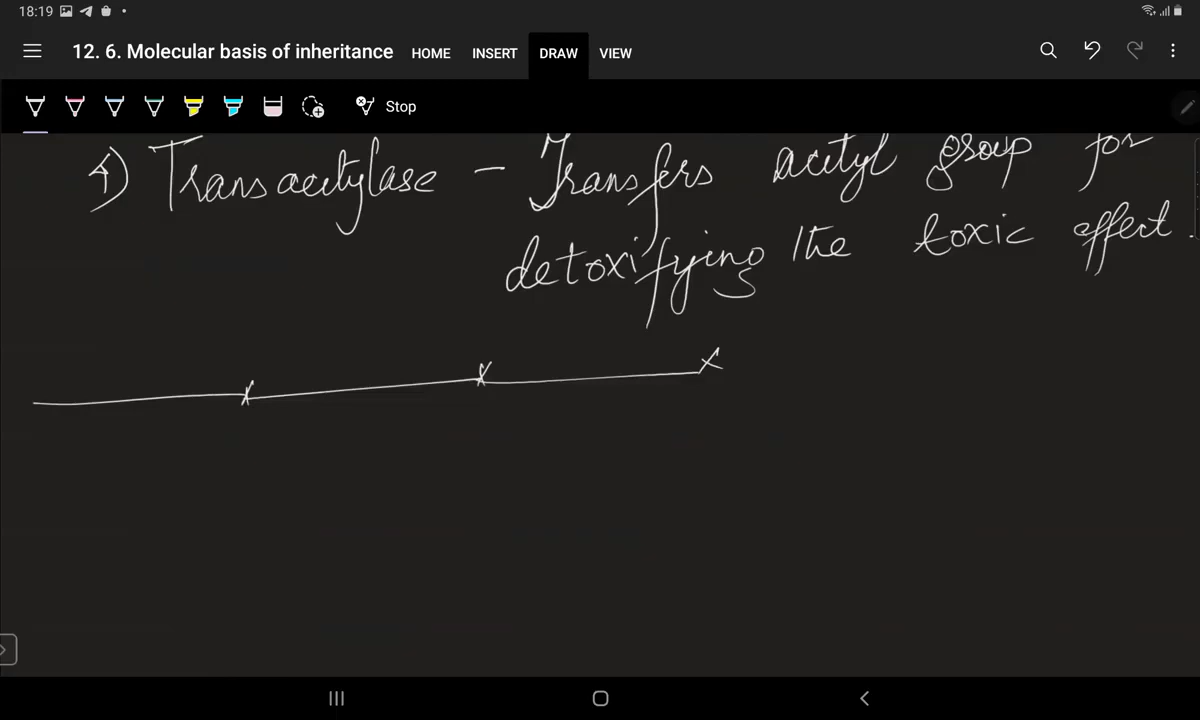 18:19
12. 6. Molecular basis of inheritance HOME INSERT DRAW VIEW
Stop
4) Transacetylase - Transfers acetyl group for
detoxifying the toxic effect.